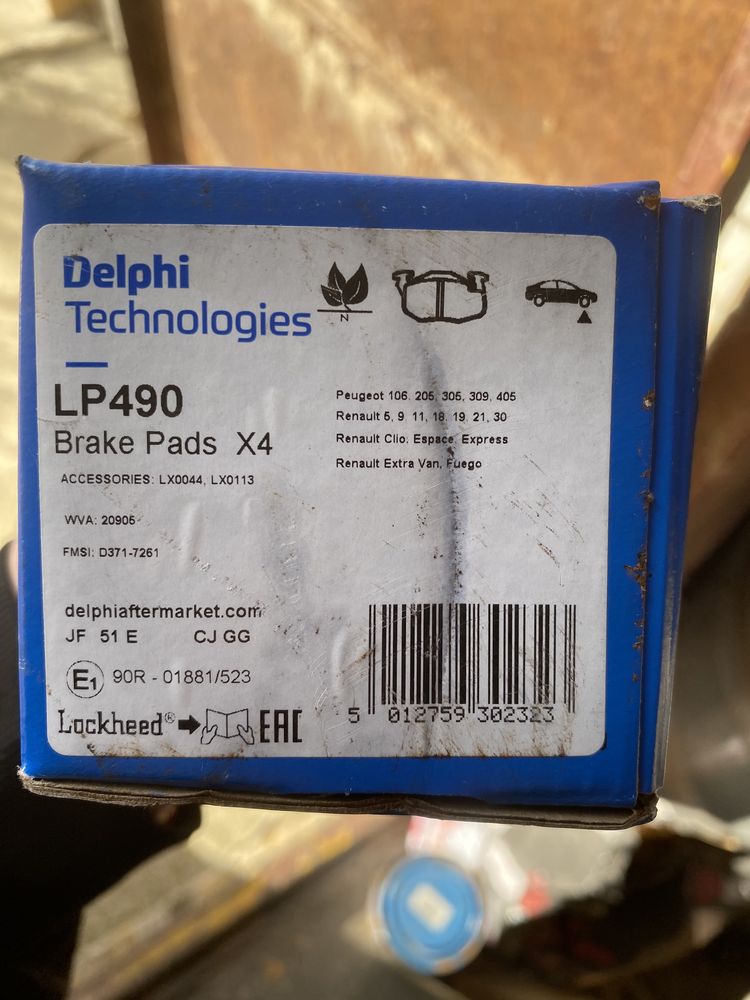 Delphi
Technologies
N
LP490
Brake Pads X4
ACCESSORIES: LX0044, LX0113
WVA: 20905
FMSI: D371-7261
Peugeot 106. 205, 305, 309, 405
Renault 5, 9. 11, 18. 19. 21, 30
Renault Clio. Espace. Express
Renault Extra Van, Fuego
delphiaftermarket.com
JF 51 E CJ GG
E1 90R - 01881/523
Lockheed® EAC
5 012759 302323